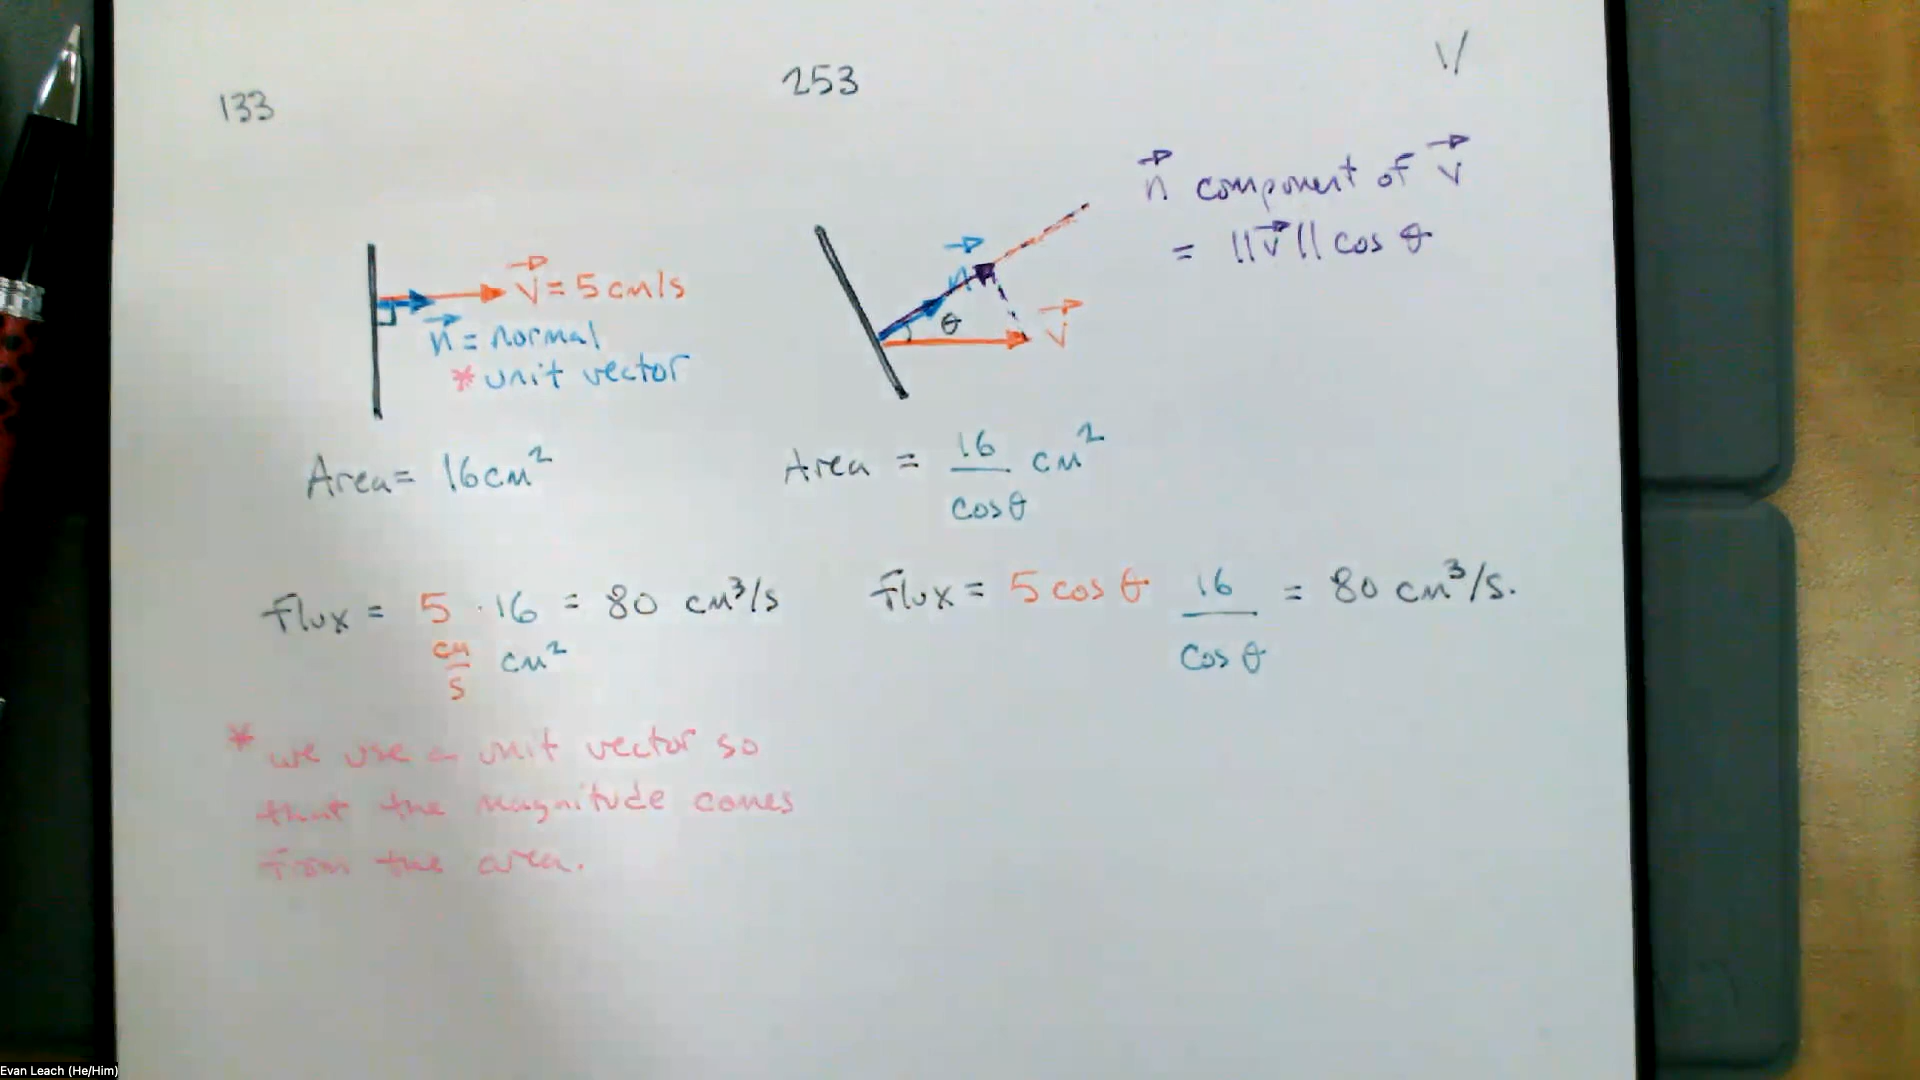 133
253
\/
n⃗ component of v⃗
= ||v⃗|| cos θ
v⃗ = 5 cm/s
n⃗ = normal
* unit vector
n⃗
θ
v⃗
Area = 16 cm²
Area = 16/cos θ cm²
flux = 5 cm/s · 16 cm² = 80 cm³/s
flux = 5 cos θ 16/cos θ = 80 cm³/s.
* we use a unit vector so
that the magnitude comes
from the area.
Evan Leach (He/Him)